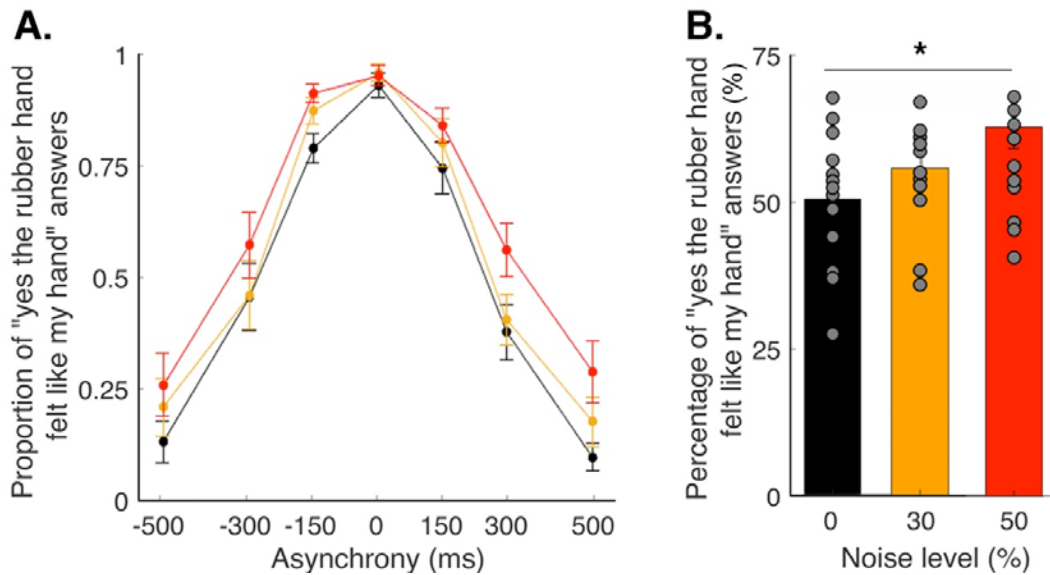 A.
Proportion of "yes the rubber hand
felt like my hand" answers
1
0.75
0.5
0.25
0
-500 -300 -150 0 150 300 500
Asynchrony (ms)
B.
Percentage of "yes the rubber hand
felt like my hand" answers (%)
75
50
25
0
*
0 30 50
Noise level (%)